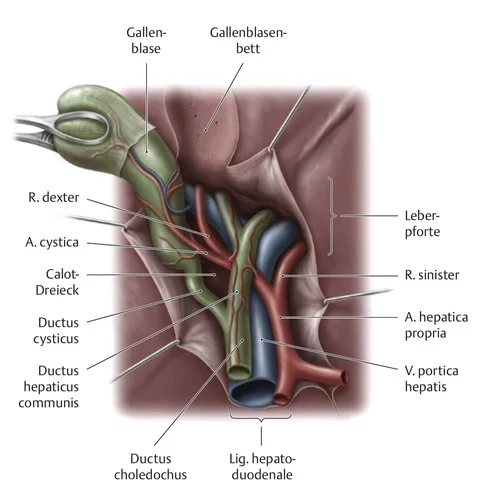 Gallen-
blase
Gallenblasen-
bett
R. dexter
A. cystica
Calot-
Dreieck
Ductus
cysticus
Ductus
hepaticus
communis
Leber-
pforte
R. sinister
A. hepatica
propria
V. portica
hepatis
Ductus
choledochus
Lig. hepato-
duodenale